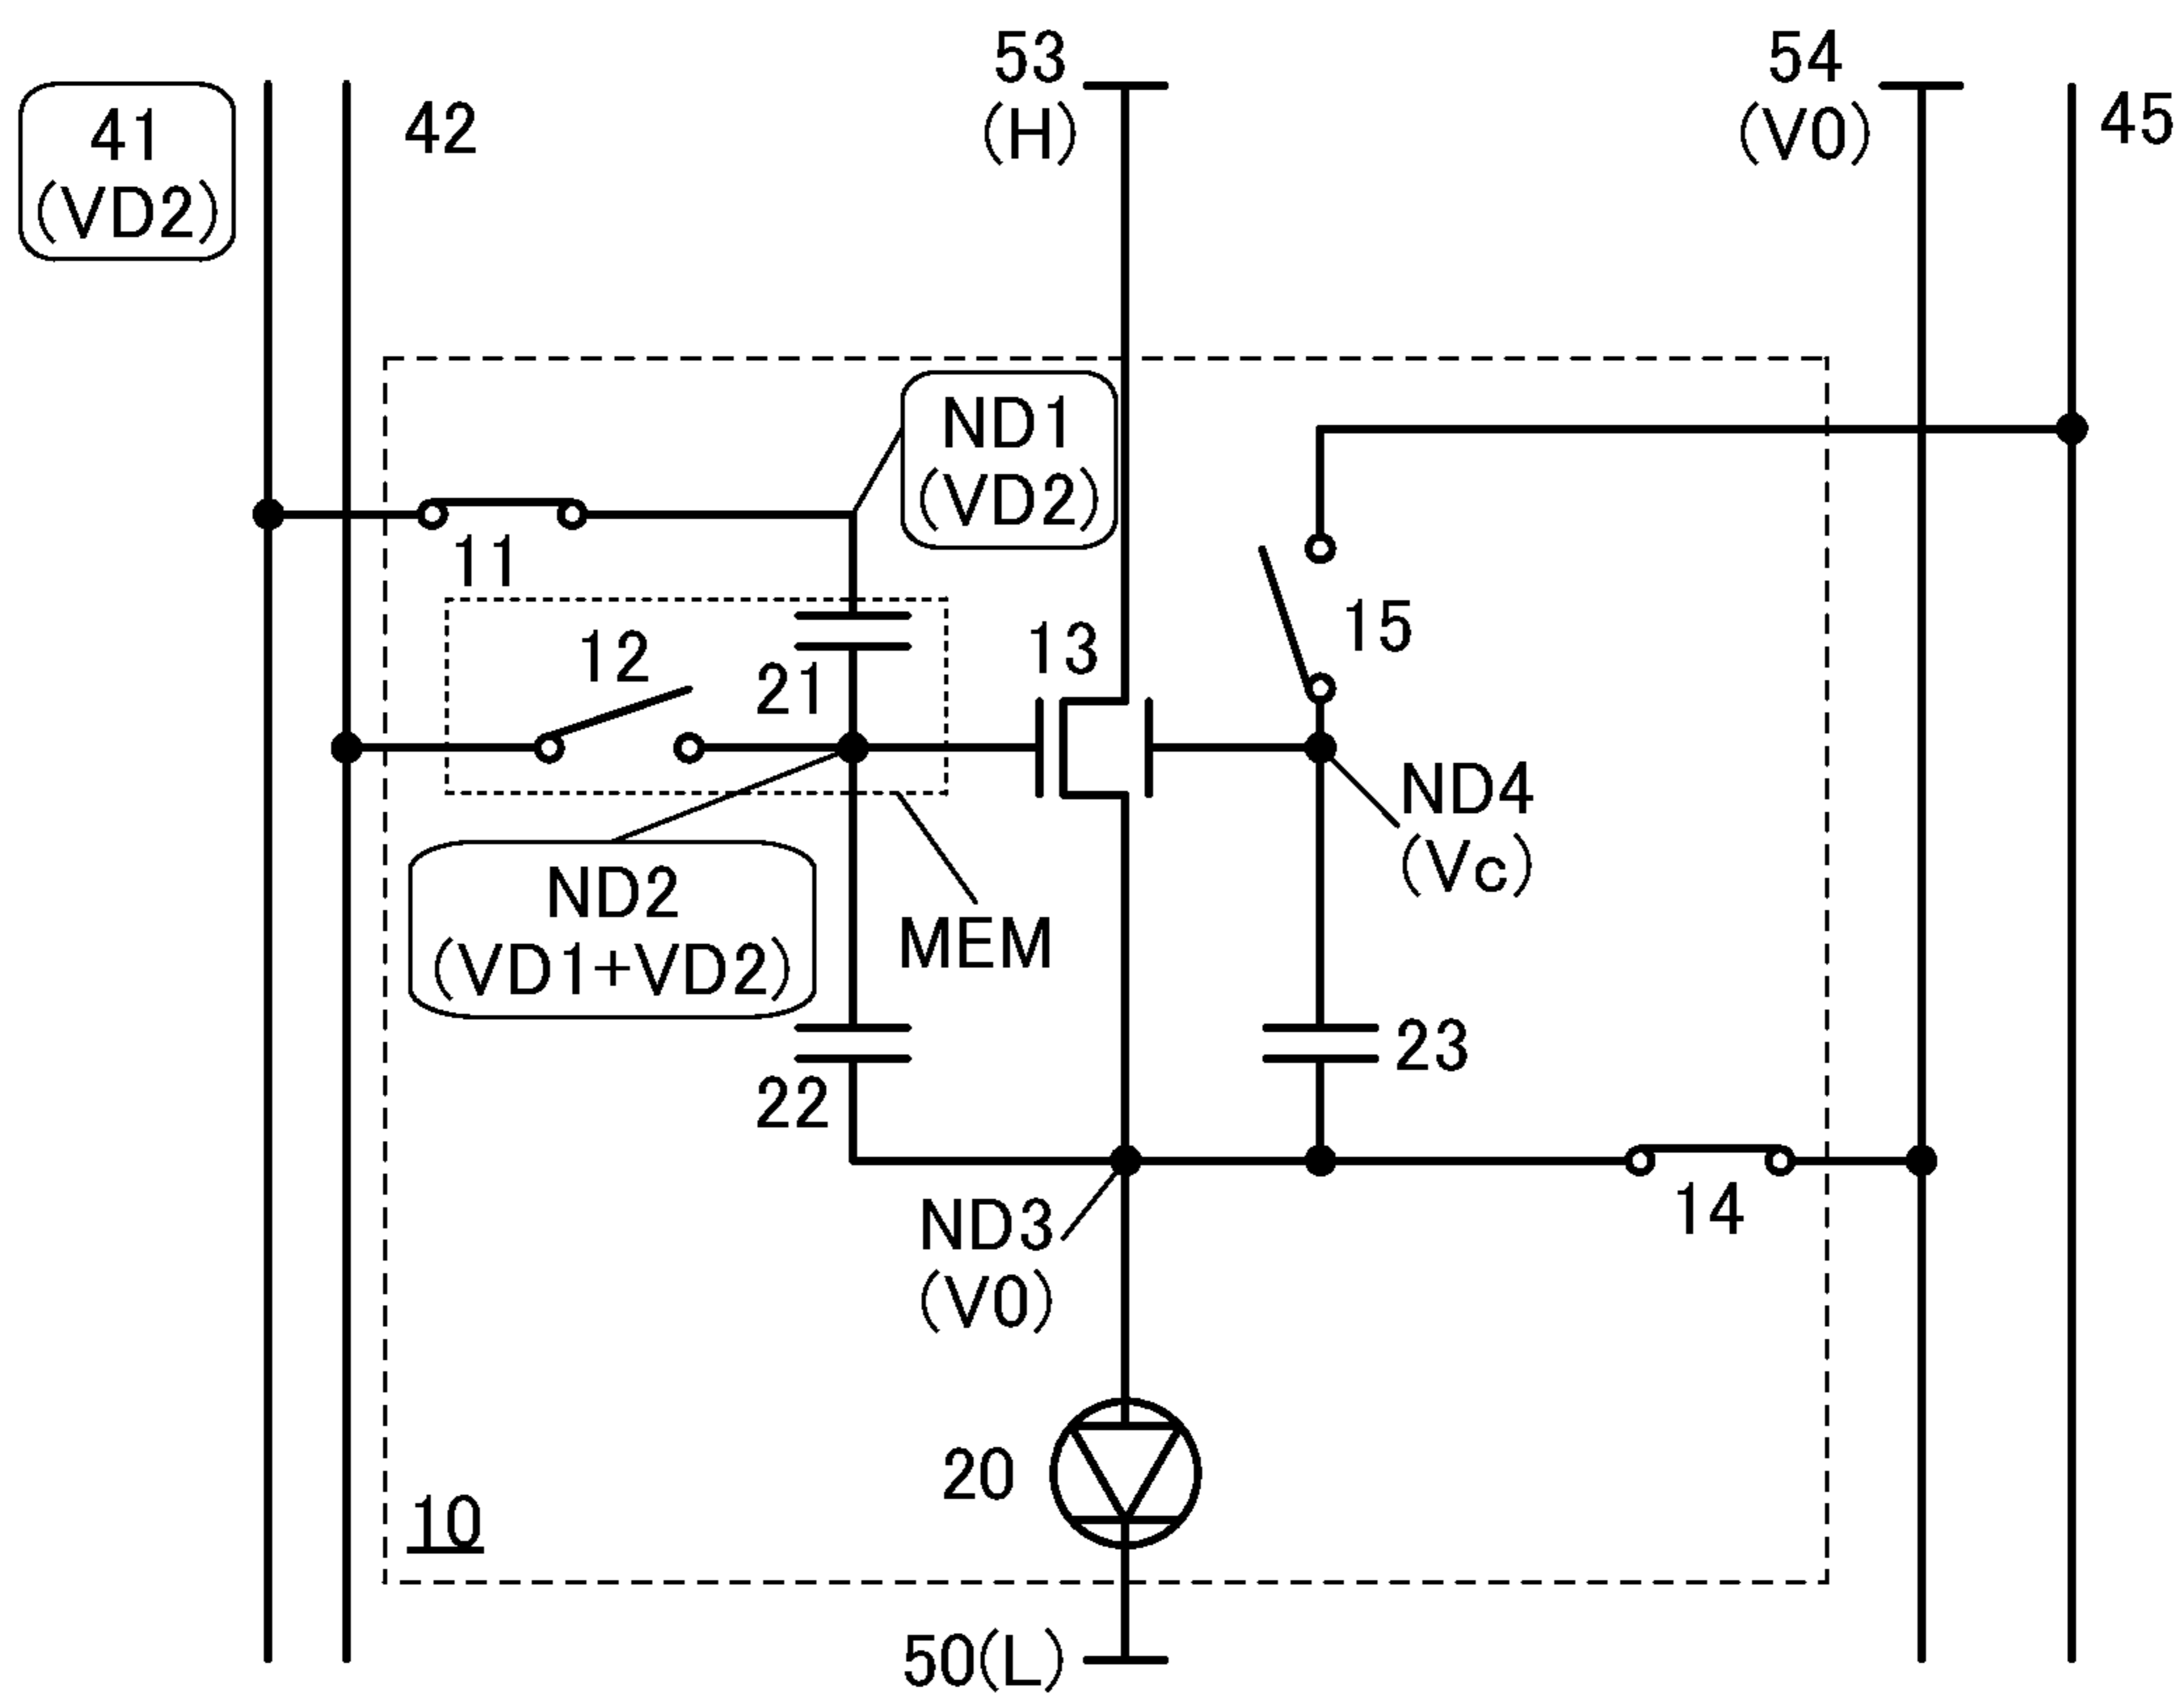 53
(H)
54
(V0)
45
41
(VD2)
42
ND1
(VD2)
11
12
21
13
15
ND4
(Vc)
ND2
(VD1+VD2)
MEM
22
23
14
ND3
(V0)
20
10
50(L)